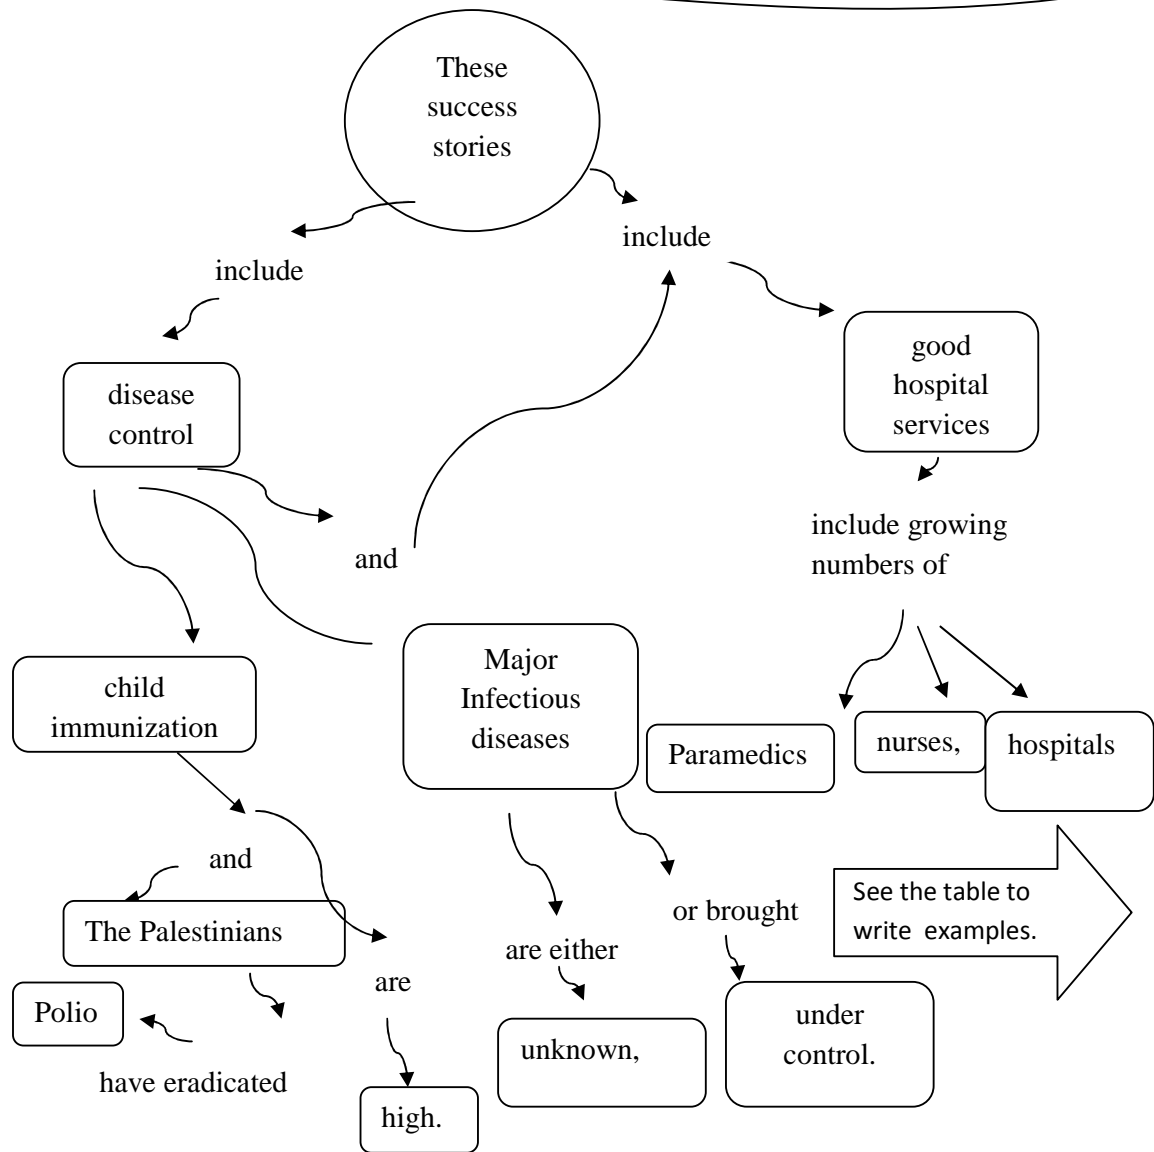 These
success
stories
include
include
good
hospital
services
disease
control
and
include growing
numbers of
child
immunization
Major
Infectious
diseases
Paramedics
nurses,
hospitals
and
The Palestinians
are
Polio
have eradicated
high.
are either
unknown,
or brought
under
control.
See the table to
write  examples.